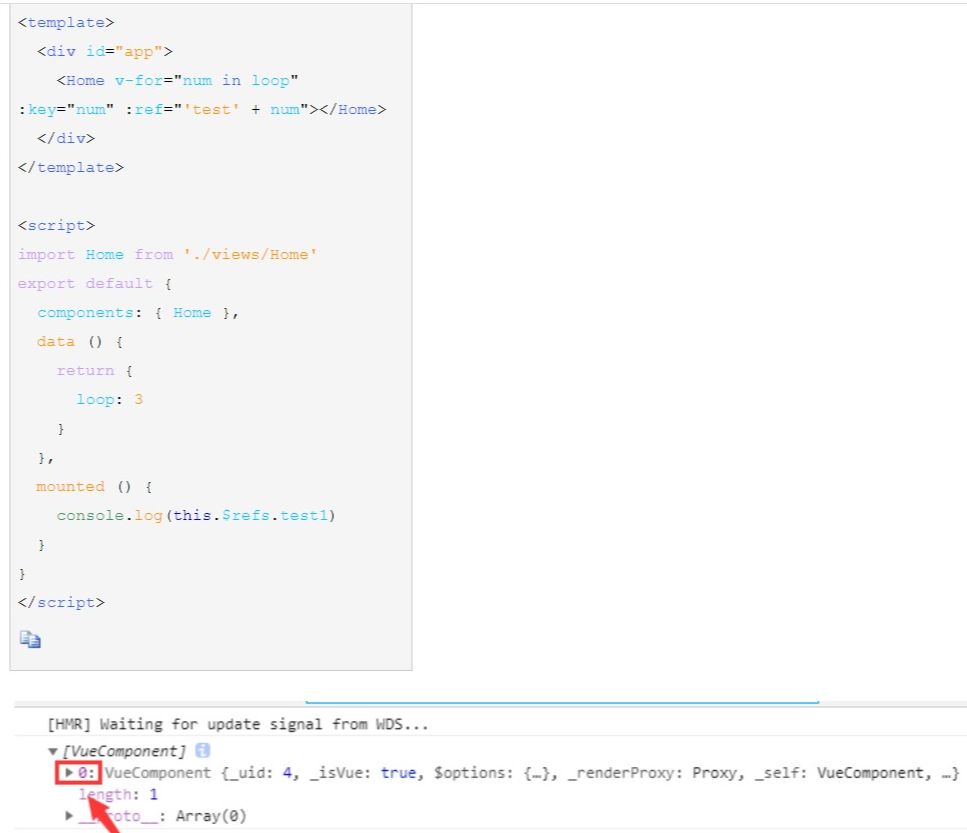 <template>
  <div id="app">
    <Home v-for="num in loop"
:key="num" :ref="'test' + num"></Home>
  </div>
</template>

<script>
import Home from './views/Home'
export default {
  components: { Home },
  data () {
    return {
      loop: 3
    }
  },
  mounted () {
    console.log(this.$refs.test1)
  }
}
</script>
[HMR] Waiting for update signal from WDS...
▼[VueComponent] i
▶0: VueComponent {_uid: 4, _isVue: true, $options: {…}, _renderProxy: Proxy, _self: VueComponent, …}
length: 1
▶__proto__: Array(0)